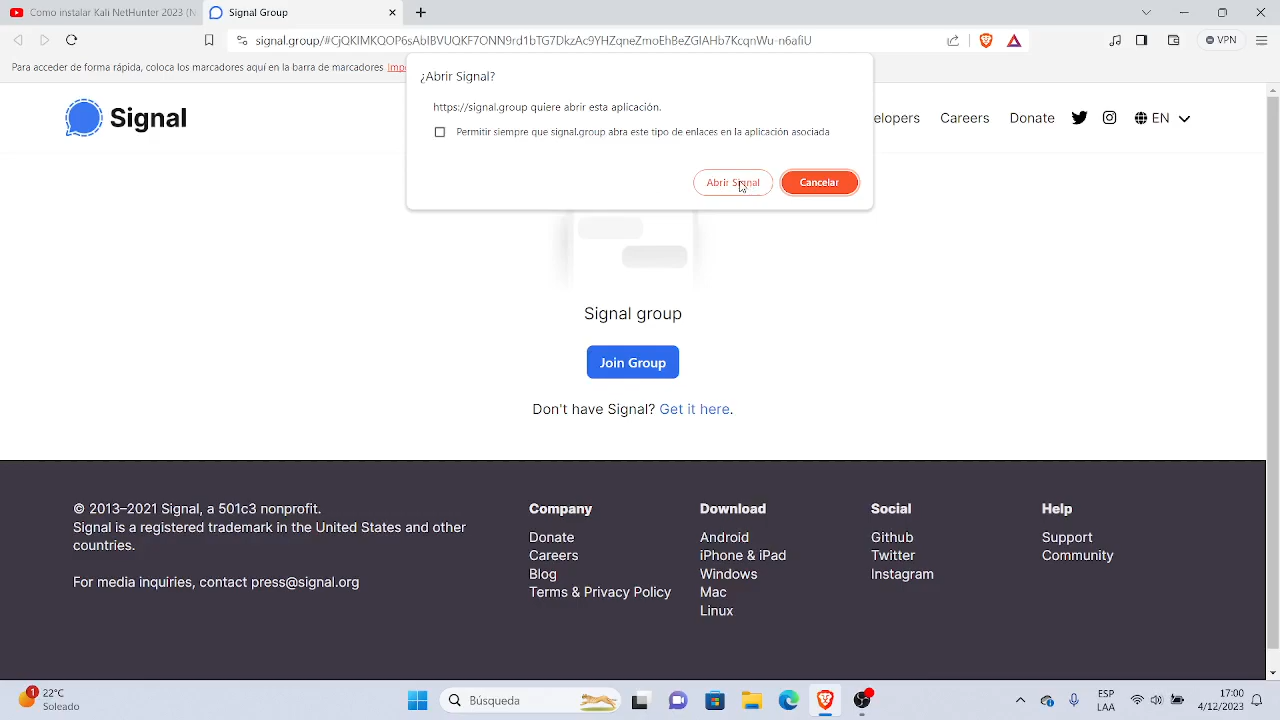 Como instalar Kali NetHunter 2023 (N
Signal Group
signal.group/#CjQKIMKQOP6sAbIBVUQKF7ONN9rd1bTG7DkzAc9YHZqneZmoEhBeZGIAHb7KcqnWu-n6afiU
VPN
Para acceder de forma rápida, coloca los marcadores aquí en la barra de marcadores
¿Abrir Signal?
https://signal.group quiere abrir esta aplicación.
Permitir siempre que signal.group abra este tipo de enlaces en la aplicación asociada
Abrir Signal
Cancelar
Signal
elopers
Careers
Donate
EN
Signal group
Join Group
Don't have Signal? Get it here.
© 2013–2021 Signal, a 501c3 nonprofit.
Signal is a registered trademark in the United States and other
countries.
For media inquiries, contact press@signal.org
Company
Donate
Careers
Blog
Terms & Privacy Policy
Download
Android
iPhone & iPad
Windows
Mac
Linux
Social
Github
Twitter
Instagram
Help
Support
Community
1
22°C
Soleado
Búsqueda
ESP
LAA
17:00
4/12/2023